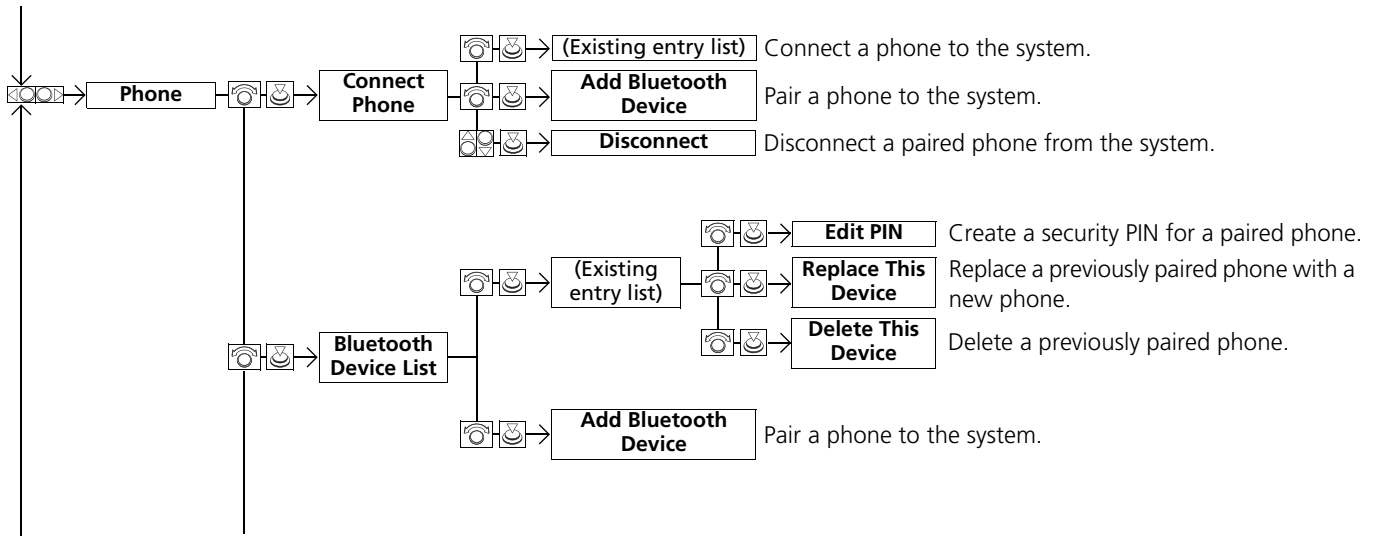 (Existing entry list) Connect a phone to the system.
Phone
Connect
Phone
Add Bluetooth
Device
Pair a phone to the system.
Disconnect Disconnect a paired phone from the system.
Edit PIN Create a security PIN for a paired phone.
(Existing
entry list)
Replace This
Device
Replace a previously paired phone with a
new phone.
Delete This
Device
Delete a previously paired phone.
Bluetooth
Device List
Add Bluetooth
Device
Pair a phone to the system.